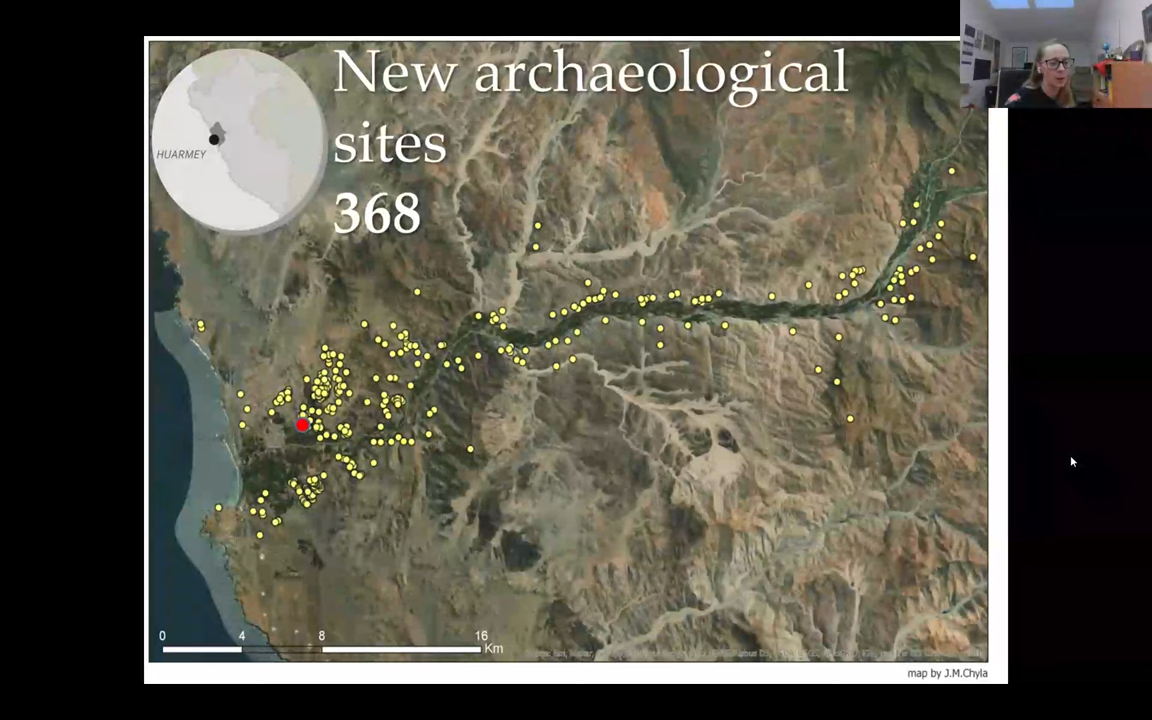 New archaeological
sites
368
HUARMEY
0 4 8 16
Km
map by J.M.Chyla